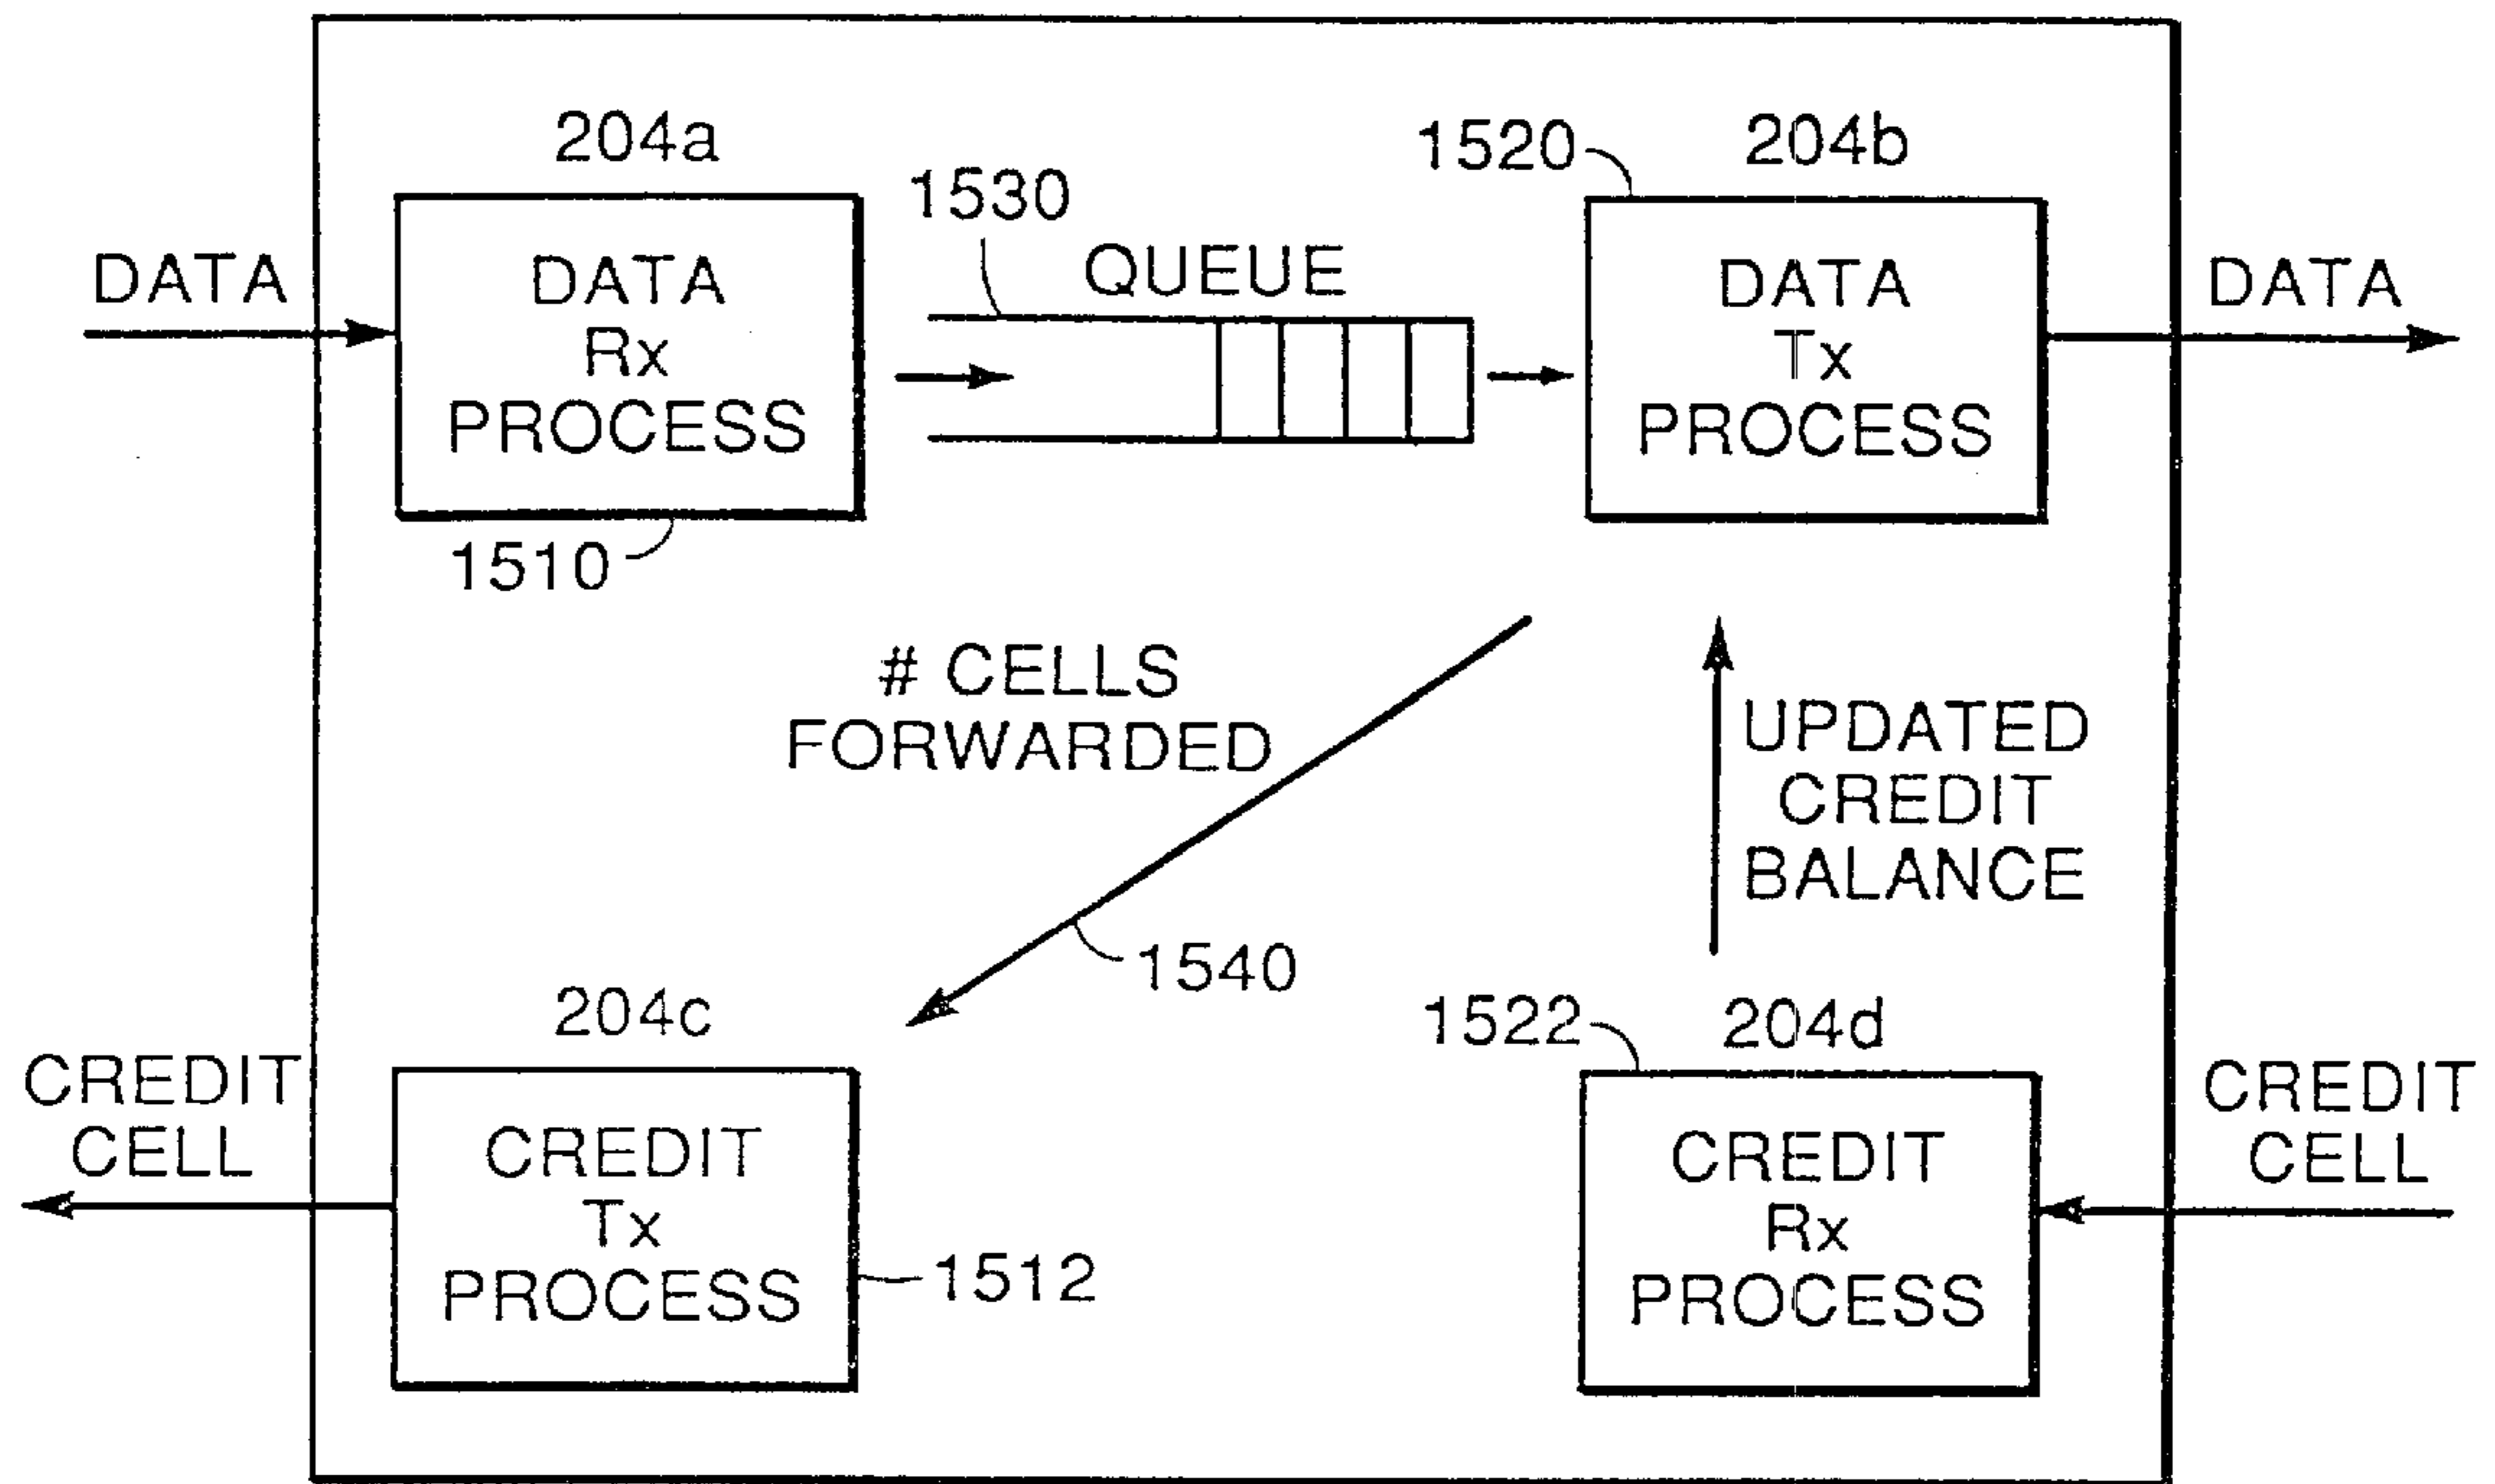 204a
1520
204b
1530
DATA
DATA
Rx
PROCESS
QUEUE
DATA
Tx
PROCESS
DATA
1510
# CELLS
FORWARDED
UPDATED
CREDIT
BALANCE
1540
204c
1522
204d
CREDIT
CELL
CREDIT
Tx
PROCESS
1512
CREDIT
Rx
PROCESS
CREDIT
CELL